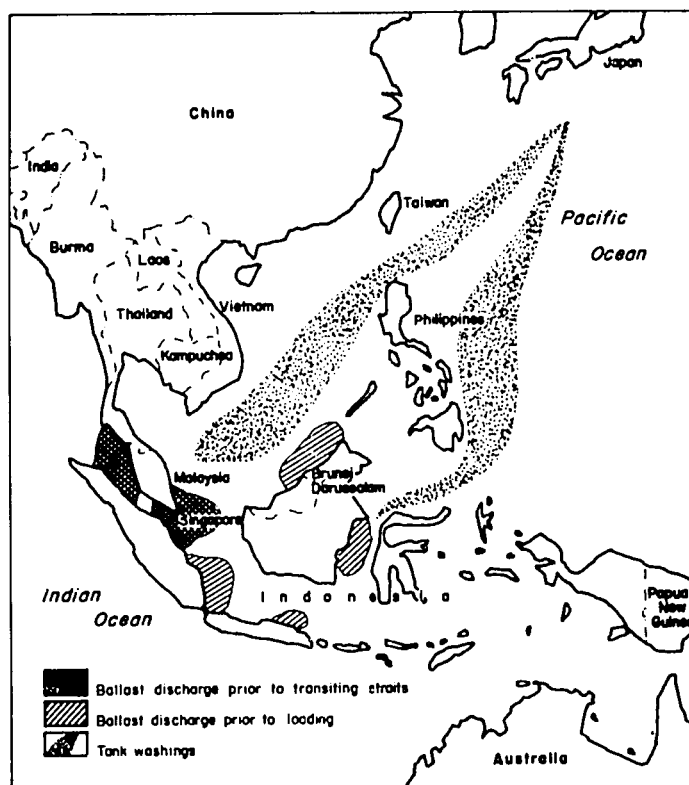 Japan
China
India
Taiwan
Pacific
Ocean
Burma
Laos
Thailand
Vietnam
Philippines
Kampuchea
Malaysia
Brunei
Darussalam
Singapore
Indian
Ocean
Indonesia
Papua
New
Guinea
Ballast discharge prior to transiting straits
Ballast discharge prior to loading
Tank washings
Australia